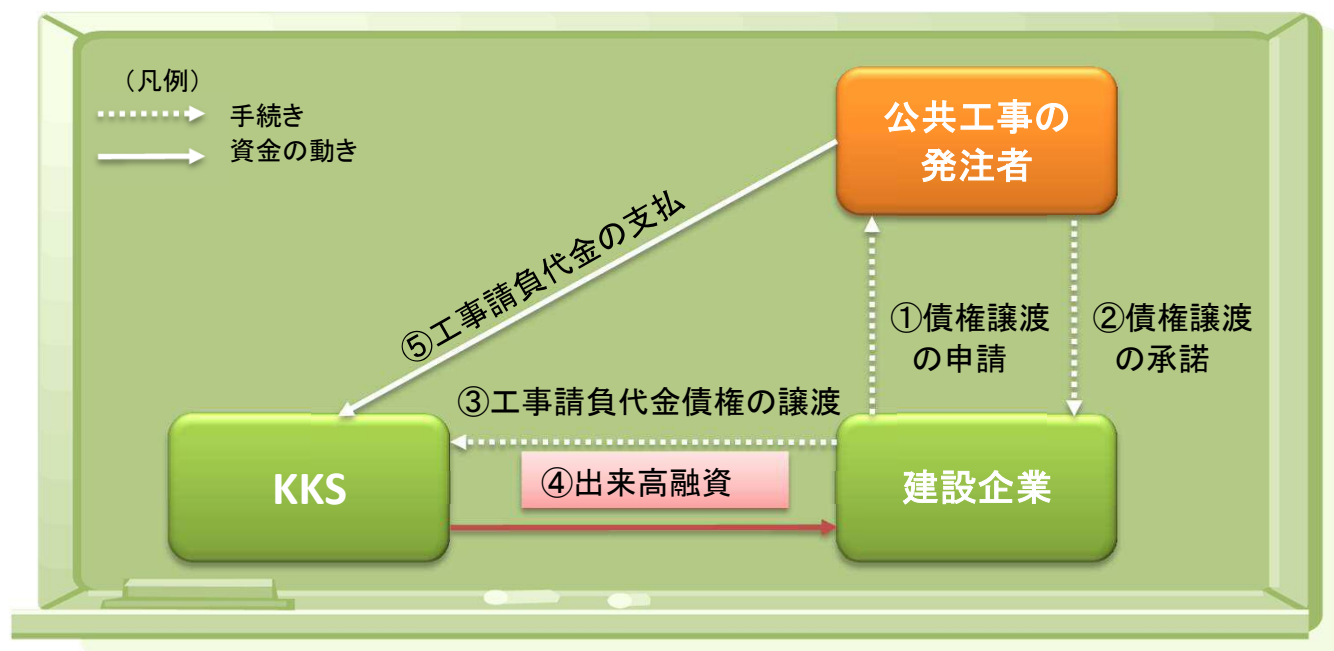 （凡例）
手続き
資金の動き
公共工事の
発注者
⑤工事請負代金の支払
①債権譲渡
の申請
②債権譲渡
の承諾
③工事請負代金債権の譲渡
KKS
④出来高融資
建設企業